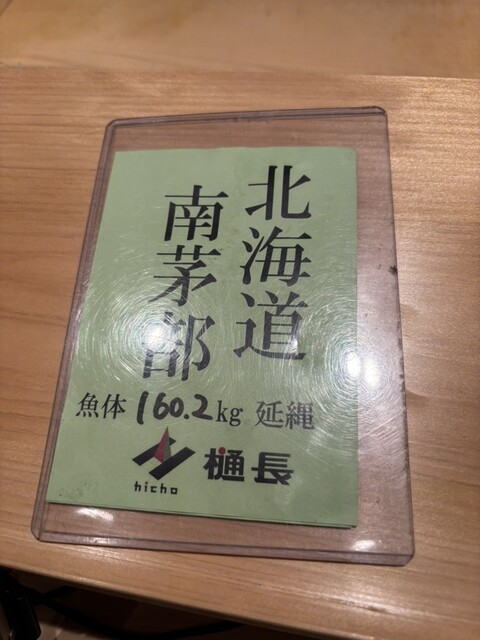 北海道
南茅部
魚体 160.2kg 延縄
hicho 樋長